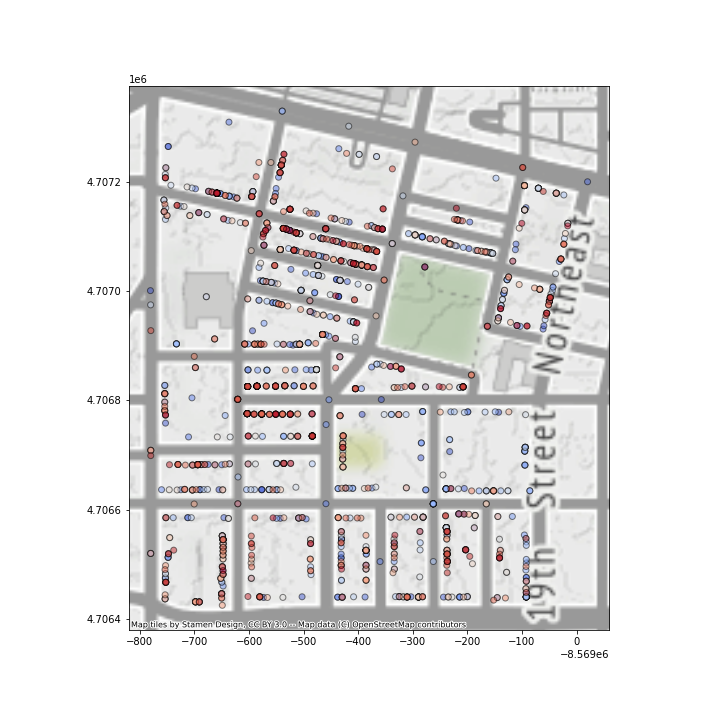 1e6
4.7072
4.7070
4.7068
4.7066
4.7064
Northeast
19th Street
Map tiles by Stamen Design, CC BY 3.0 -- Map data (C) OpenStreetMap contributors
−800 −700 −600 −500 −400 −300 −200 −100 0
−8.569e6